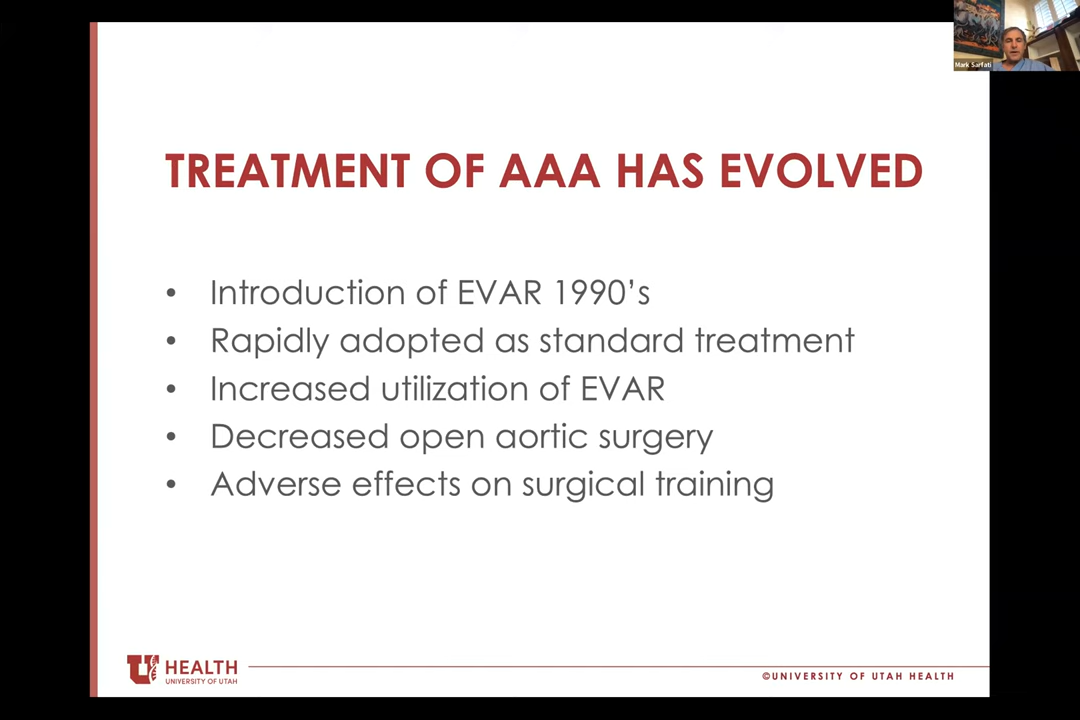 Mark Sarfati
TREATMENT OF AAA HAS EVOLVED
• Introduction of EVAR 1990's
• Rapidly adopted as standard treatment
• Increased utilization of EVAR
• Decreased open aortic surgery
• Adverse effects on surgical training
U HEALTH
UNIVERSITY OF UTAH
©UNIVERSITY OF UTAH HEALTH